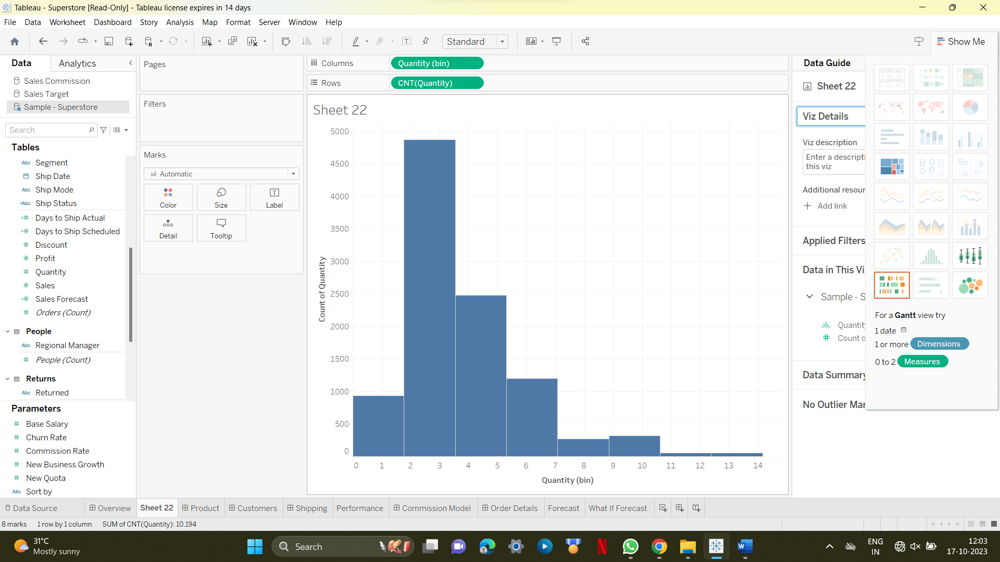 Tableau - Superstore [Read-Only] - Tableau license expires in 14 days
File Data Worksheet Dashboard Story Analysis Map Format Server Window Help
Standard
Show Me
Data
Analytics
Sales Commission
Sales Target
Sample - Superstore
Search
Tables
Abc Segment
Ship Date
Abc Ship Mode
=Abc Ship Status
=# Days to Ship Actual
=# Days to Ship Scheduled
# Discount
# Profit
# Quantity
# Sales
=# Sales Forecast
# Orders (Count)
People
Abc Regional Manager
# People (Count)
Returns
Abc Returned
Parameters
# Base Salary
# Churn Rate
# Commission Rate
# New Business Growth
# New Quota
Abc Sort by
Pages
Filters
Marks
Automatic
Color
Size
Label
Detail
Tooltip
Columns
Quantity (bin)
Rows
CNT(Quantity)
Sheet 22
5000
4500
4000
3500
3000
2500
2000
1500
1000
500
0
Count of Quantity
0 1 2 3 4 5 6 7 8 9 10 11 12 13 14
Quantity (bin)
Data Guide
Sheet 22
Viz Details
Viz description
Enter a descripti
this viz
Additional resour
Add link
Applied Filters
Data in This Vi
Sample - S
Quantity
# Count o
Data Summary
No Outlier Mar
For a Gantt view try
1 date
1 or more Dimensions
0 to 2 Measures
Data Source Overview Sheet 22 Product Customers Shipping Performance Commission Model Order Details Forecast What If Forecast
8 marks 1 row by 1 column SUM of CNT(Quantity): 10,194
31°C
Mostly sunny
Search
ENG
IN
12:03
17-10-2023